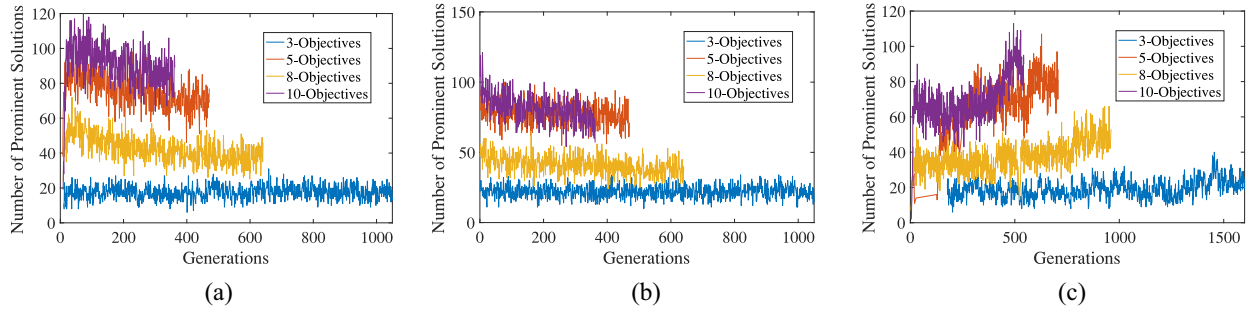 Number of Prominent Solutions
120
100
80
60
40
20
0
0 200 400 600 800 1000
Generations
3-Objectives
5-Objectives
8-Objectives
10-Objectives
(a)
Number of Prominent Solutions
150
100
50
0
0 200 400 600 800 1000
Generations
3-Objectives
5-Objectives
8-Objectives
10-Objectives
(b)
Number of Prominent Solutions
120
100
80
60
40
20
0
0 500 1000 1500
Generations
3-Objectives
5-Objectives
8-Objectives
10-Objectives
(c)